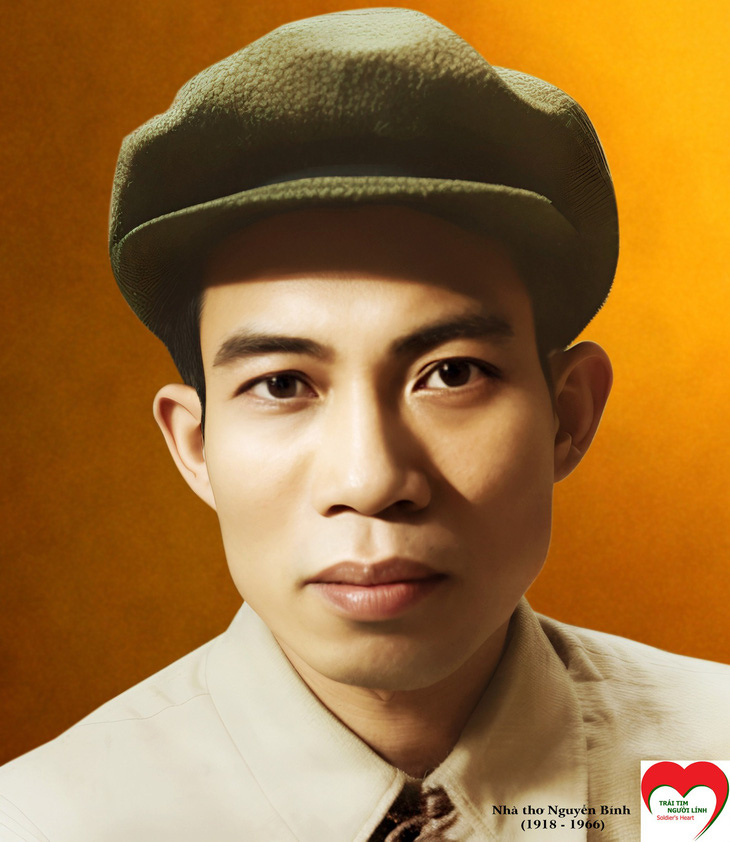 Nhà thơ Nguyễn Bính
(1918 - 1966)
TRÁI TIM
NGƯỜI LÍNH
Soldier's Heart